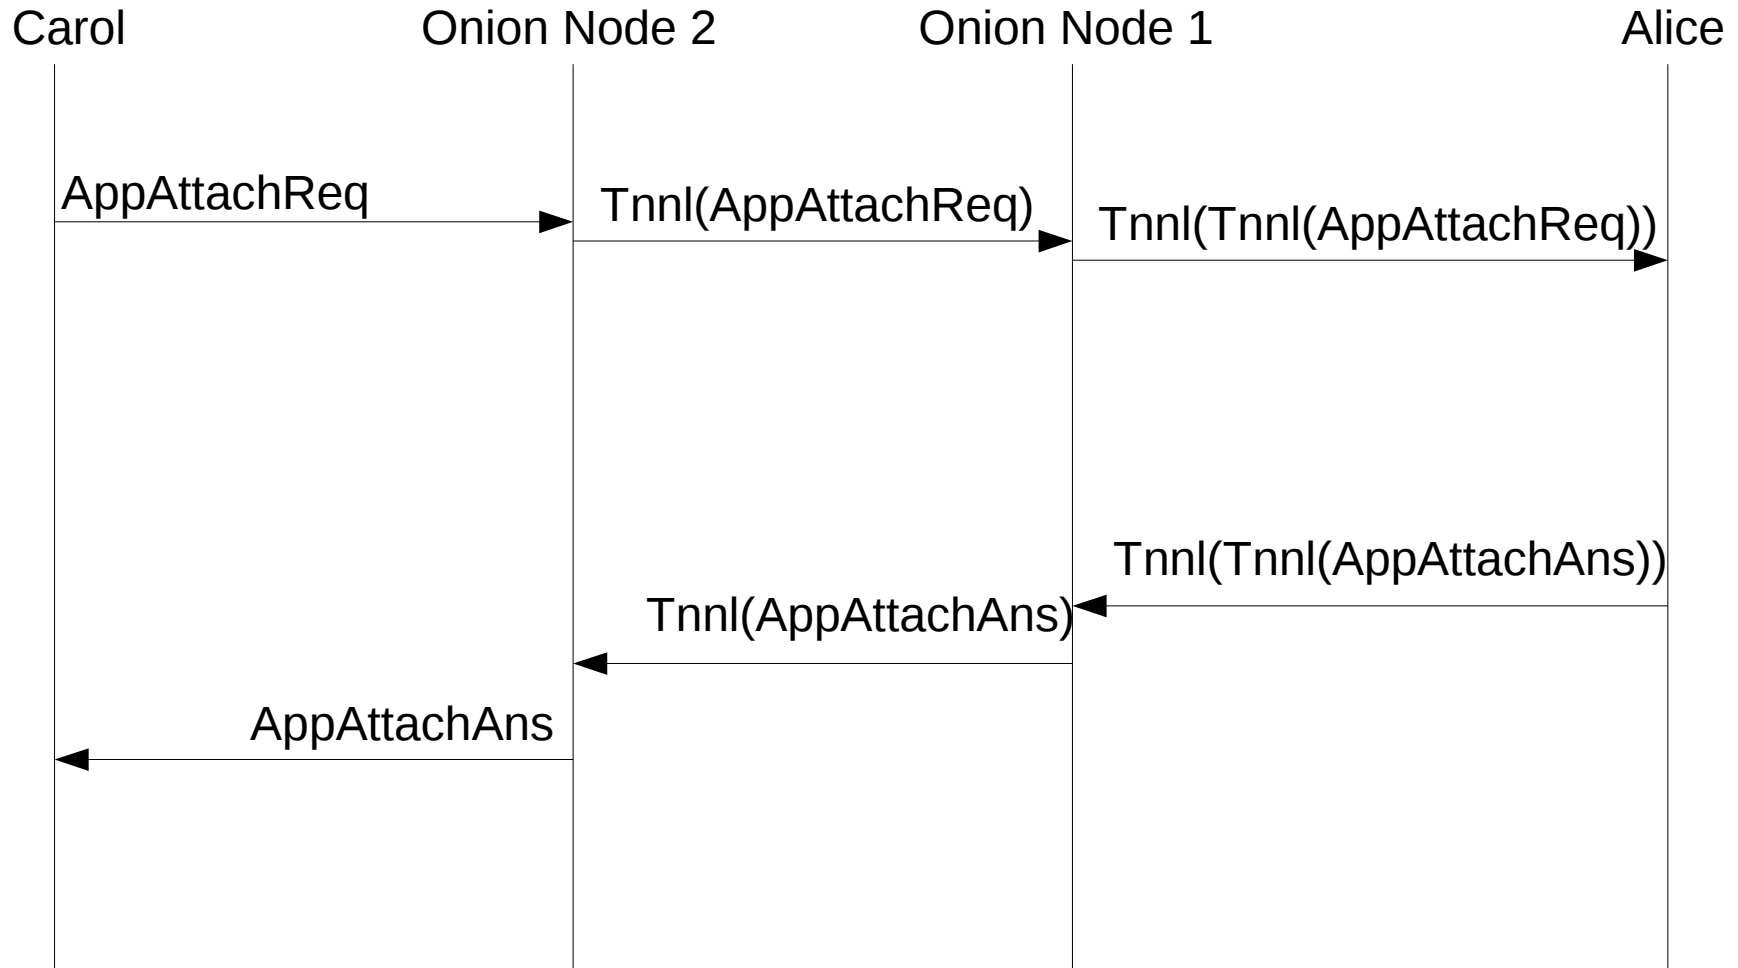 Carol
Onion Node 2
Onion Node 1
Alice
AppAttachReq
Tnnl(AppAttachReq)
Tnnl(Tnnl(AppAttachReq))
Tnnl(Tnnl(AppAttachAns))
Tnnl(AppAttachAns)
AppAttachAns